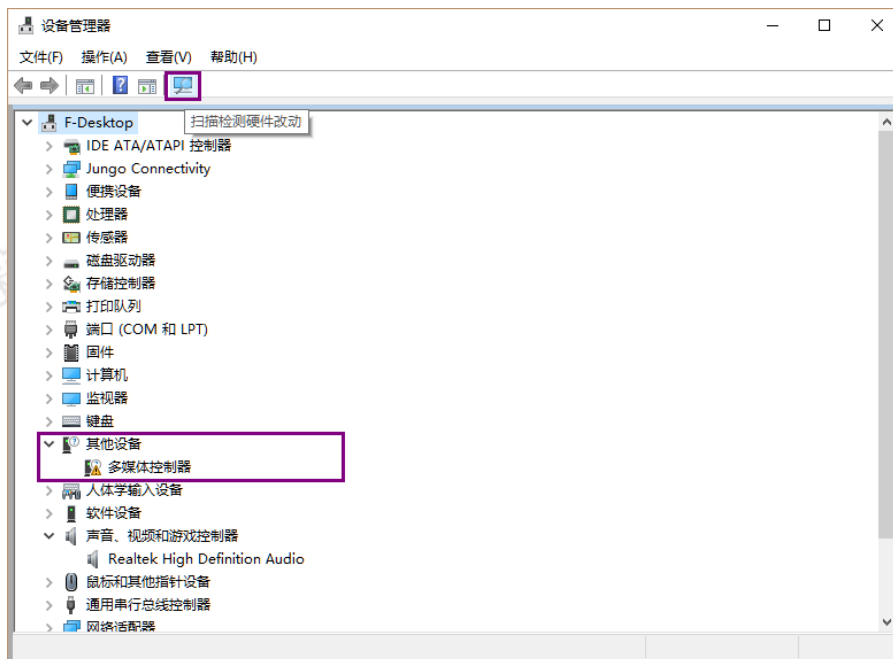 设备管理器
文件(F) 操作(A) 查看(V) 帮助(H)
扫描检测硬件改动
F-Desktop
IDE ATA/ATAPI 控制器
Jungo Connectivity
便携设备
处理器
传感器
磁盘驱动器
存储控制器
打印队列
端口 (COM 和 LPT)
固件
计算机
监视器
键盘
其他设备
多媒体控制器
人体学输入设备
软件设备
声音、视频和游戏控制器
Realtek High Definition Audio
鼠标和其他指针设备
通用串行总线控制器
网络适配器